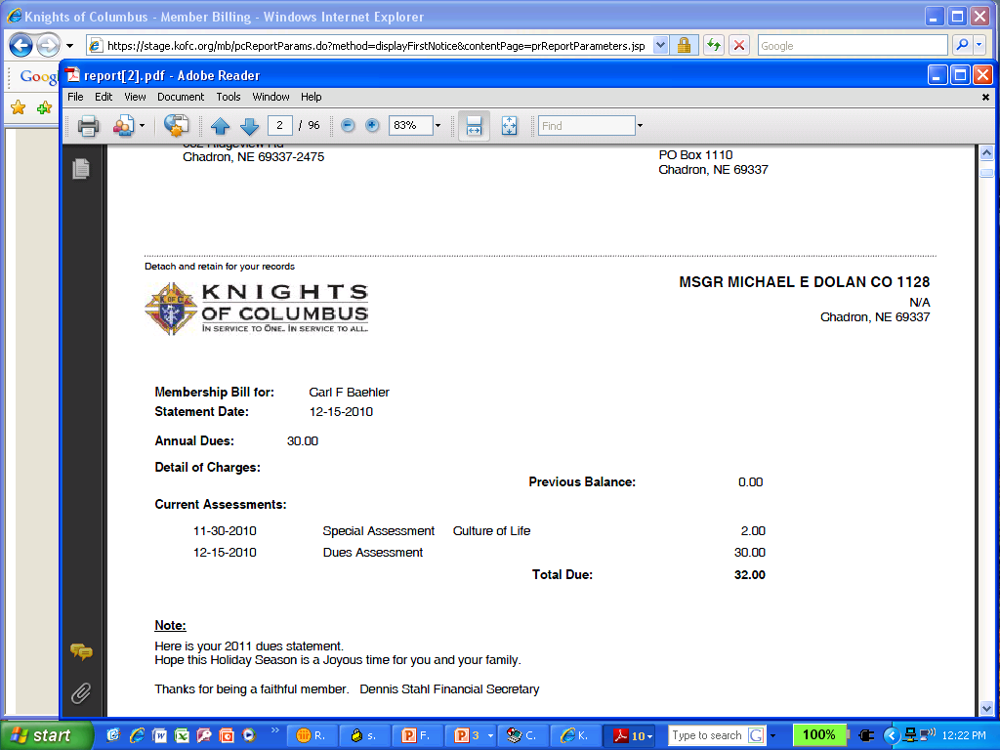 Knights of Columbus - Member Billing - Windows Internet Explorer
https://stage.kofc.org/mb/pcReportParams.do?method=displayFirstNotice&contentPage=prReportParameters.jsp
Google
Goog
report[2].pdf - Adobe Reader
File Edit View Document Tools Window Help
2 / 96 83% Find
Chadron, NE 69337-2475
PO Box 1110
Chadron, NE 69337
Detach and retain for your records
K OF C
KNIGHTS
OF COLUMBUS
IN SERVICE TO ONE. IN SERVICE TO ALL.
MSGR MICHAEL E DOLAN CO 1128
N/A
Chadron, NE 69337
Membership Bill for: Carl F Baehler
Statement Date: 12-15-2010
Annual Dues: 30.00
Detail of Charges:
Previous Balance: 0.00
Current Assessments:
11-30-2010 Special Assessment Culture of Life 2.00
12-15-2010 Dues Assessment 30.00
Total Due: 32.00
Note:
Here is your 2011 dues statement.
Hope this Holiday Season is a Joyous time for you and your family.
Thanks for being a faithful member. Dennis Stahl Financial Secretary
start R. s. F. 3 C. K. 10 Type to search 100% 12:22 PM